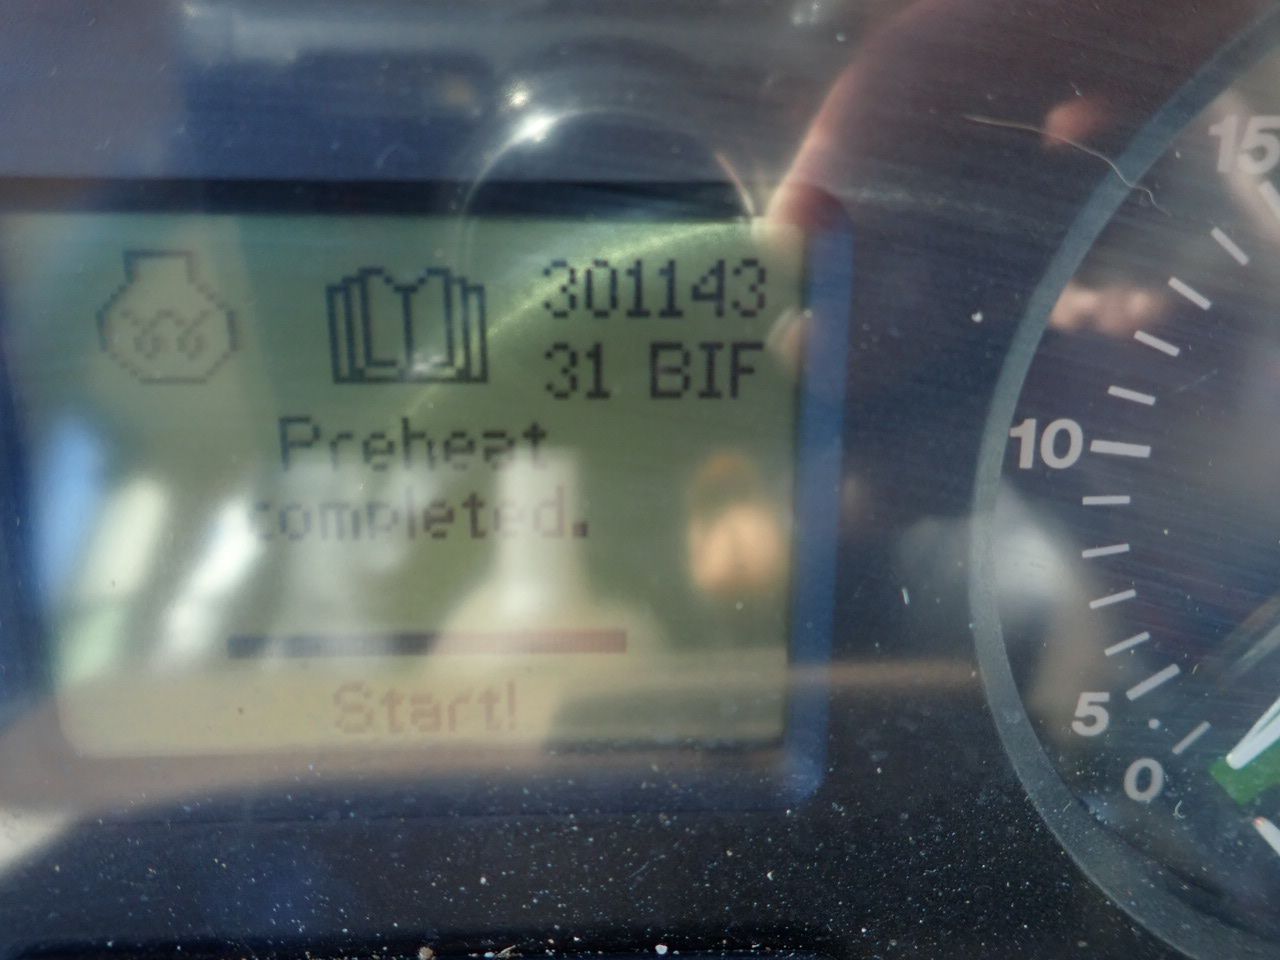 301143
31 BIF
Preheat
completed.
Start!
15
10
5
0